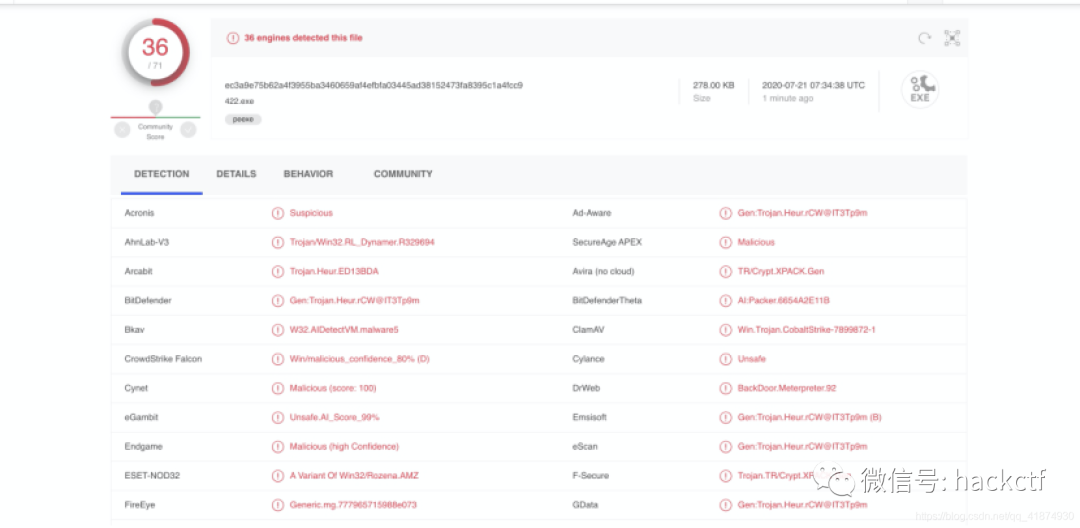 36
/ 71
Community
Score
36 engines detected this file
ec3a9e75b62a4f3955ba3460659af4efbfa03445ad38152473fa8395c1a4fcc9
422.exe
peexe
278.00 KB
Size
2020-07-21 07:34:38 UTC
1 minute ago
EXE
DETECTION DETAILS BEHAVIOR COMMUNITY
Acronis Suspicious Ad-Aware Gen:Trojan.Heur.rCW@IT3Tp9m
AhnLab-V3 Trojan/Win32.RL_Dynamer.R329694 SecureAge APEX Malicious
Arcabit Trojan.Heur.ED13BDA Avira (no cloud) TR/Crypt.XPACK.Gen
BitDefender Gen:Trojan.Heur.rCW@IT3Tp9m BitDefenderTheta AI:Packer.6654A2E11B
Bkav W32.AIDetectVM.malware5 ClamAV Win.Trojan.CobaltStrike-7899872-1
CrowdStrike Falcon Win/malicious_confidence_80% (D) Cylance Unsafe
Cynet Malicious (score: 100) DrWeb BackDoor.Meterpreter.92
eGambit Unsafe.AI_Score_99% Emsisoft Gen:Trojan.Heur.rCW@IT3Tp9m (B)
Endgame Malicious (high Confidence) eScan Gen:Trojan.Heur.rCW@IT3Tp9m
ESET-NOD32 A Variant Of Win32/Rozena.AMZ F-Secure
微信号: hackctf
FireEye Generic.mg.777965715988e073 GData Gen:Trojan.Heur.rCW@IT3Tp9m
https://blog.csdn.net/qq_41874930